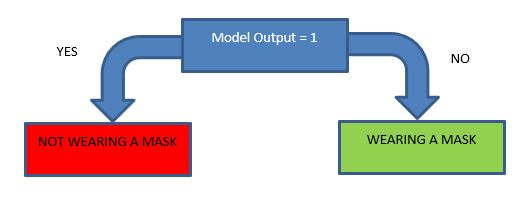 Model Output = 1
YES
NO
NOT WEARING A MASK
WEARING A MASK